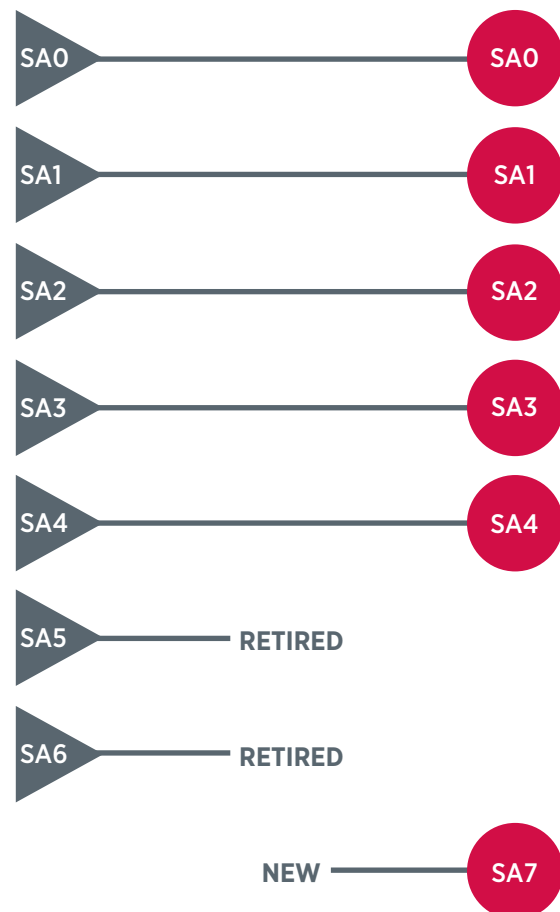 SA0 SA0
SA1 SA1
SA2 SA2
SA3 SA3
SA4 SA4
SA5 RETIRED
SA6 RETIRED
NEW SA7